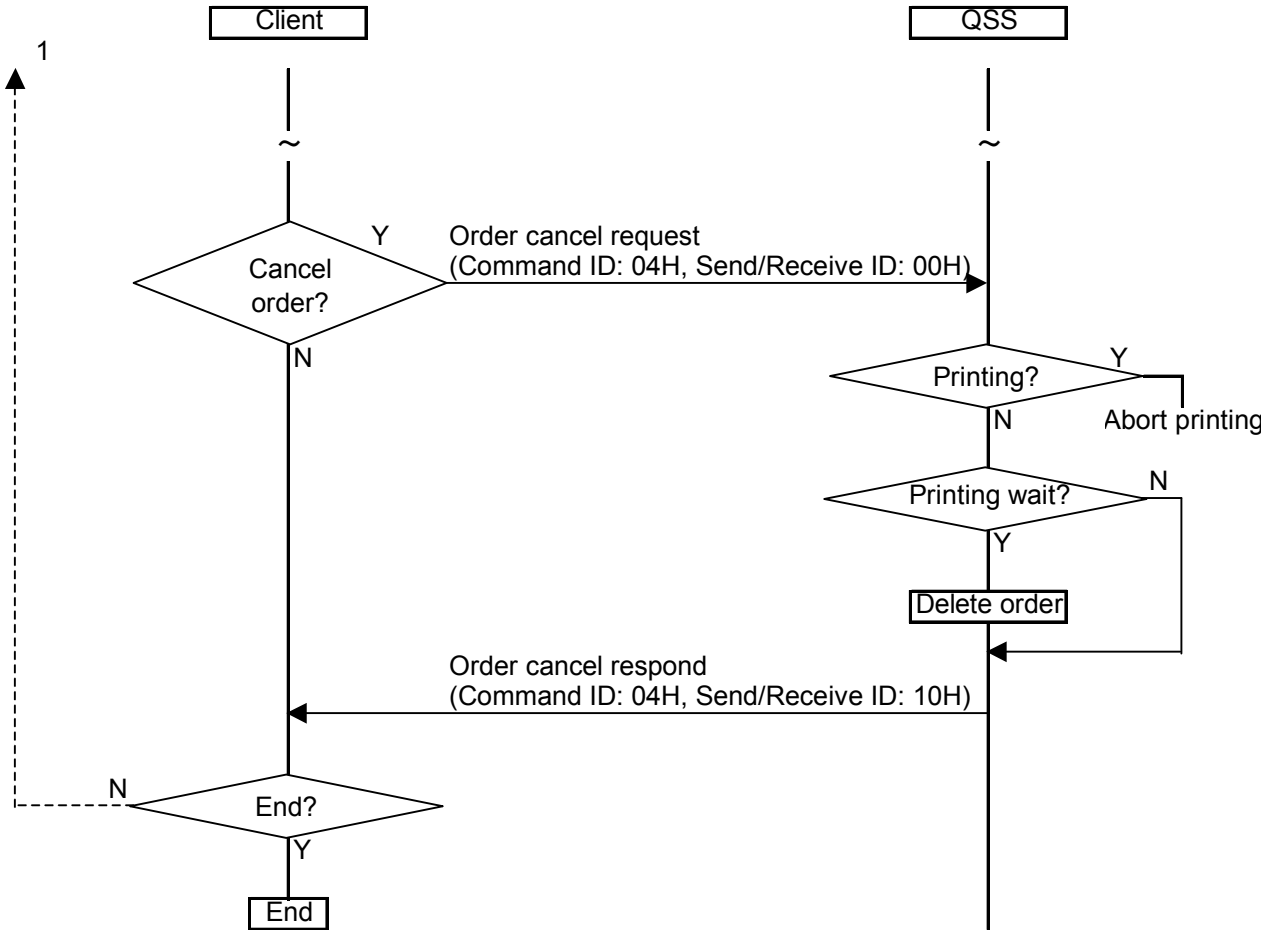 Client
QSS
1
~
~
Y
Order cancel request
(Command ID: 04H, Send/Receive ID: 00H)
Cancel
order?
N
Printing?
Y
N
Abort printing
Printing wait?
N
Y
Delete order
Order cancel respond
(Command ID: 04H, Send/Receive ID: 10H)
N
End?
Y
End